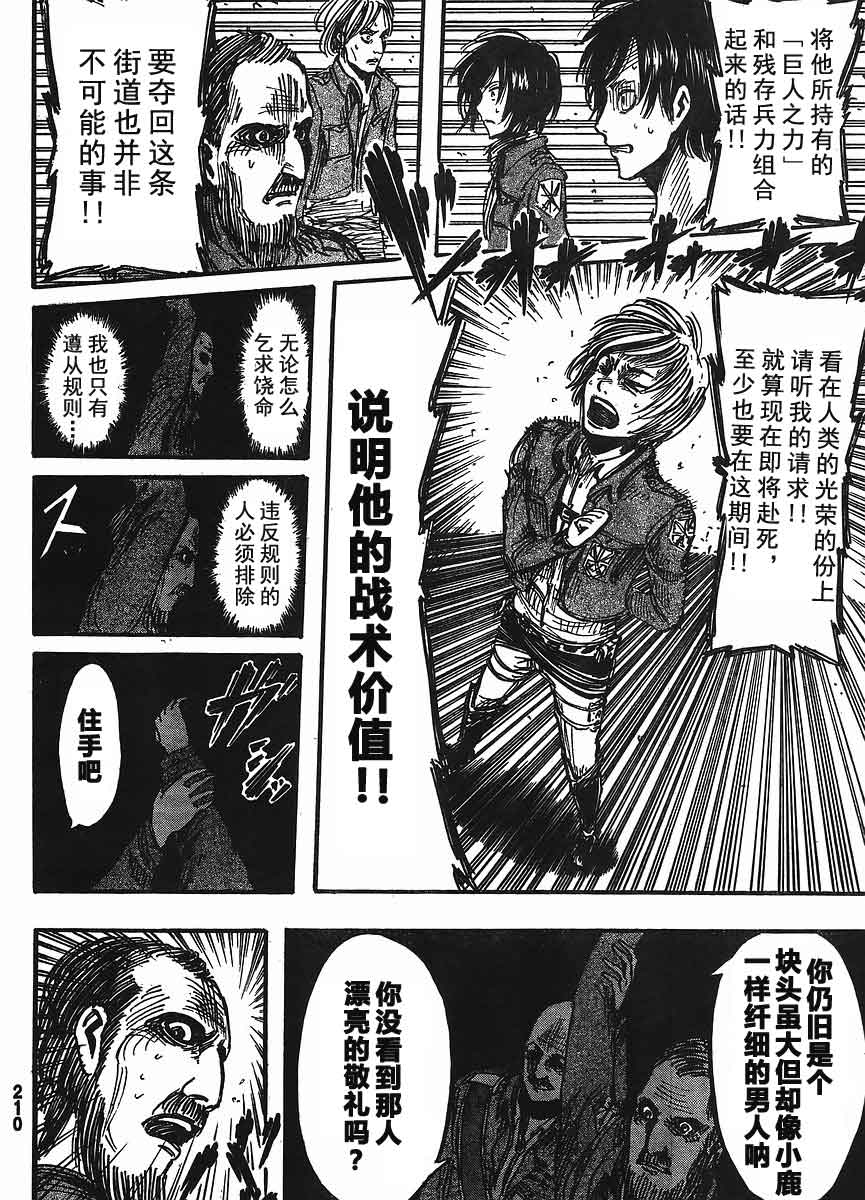 将他所持有的
「巨人之力」
和残存兵力组合
起来的话!!
要夺回这条
街道也并非
不可能的事!!
看在人类的光荣的份上
请听我的请求!!
就算现在即将赴死，
至少也要在这期间!!
说明他的战术价值!!
无论怎么
乞求饶命
我也只有
遵从规则…
违反规则的
人必须排除
ス
住手吧
ガシッ
你仍旧是个
块头虽大但却像小鹿
一样纤细的男人呐
你没看到那人
漂亮的敬礼吗？
210